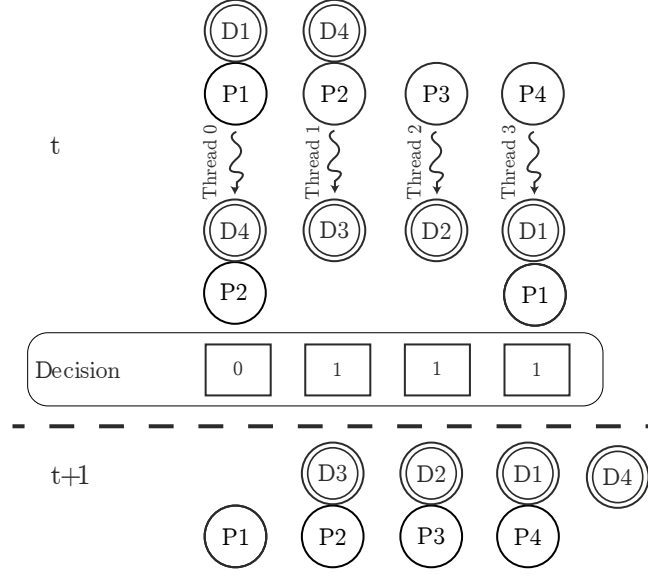 D1 D4
P1 P2 P3 P4
t
Thread 0 Thread 1 Thread 2 Thread 3
D4 D3 D2 D1
P2 P1
Decision 0 1 1 1
t+1
D3 D2 D1 D4
P1 P2 P3 P4